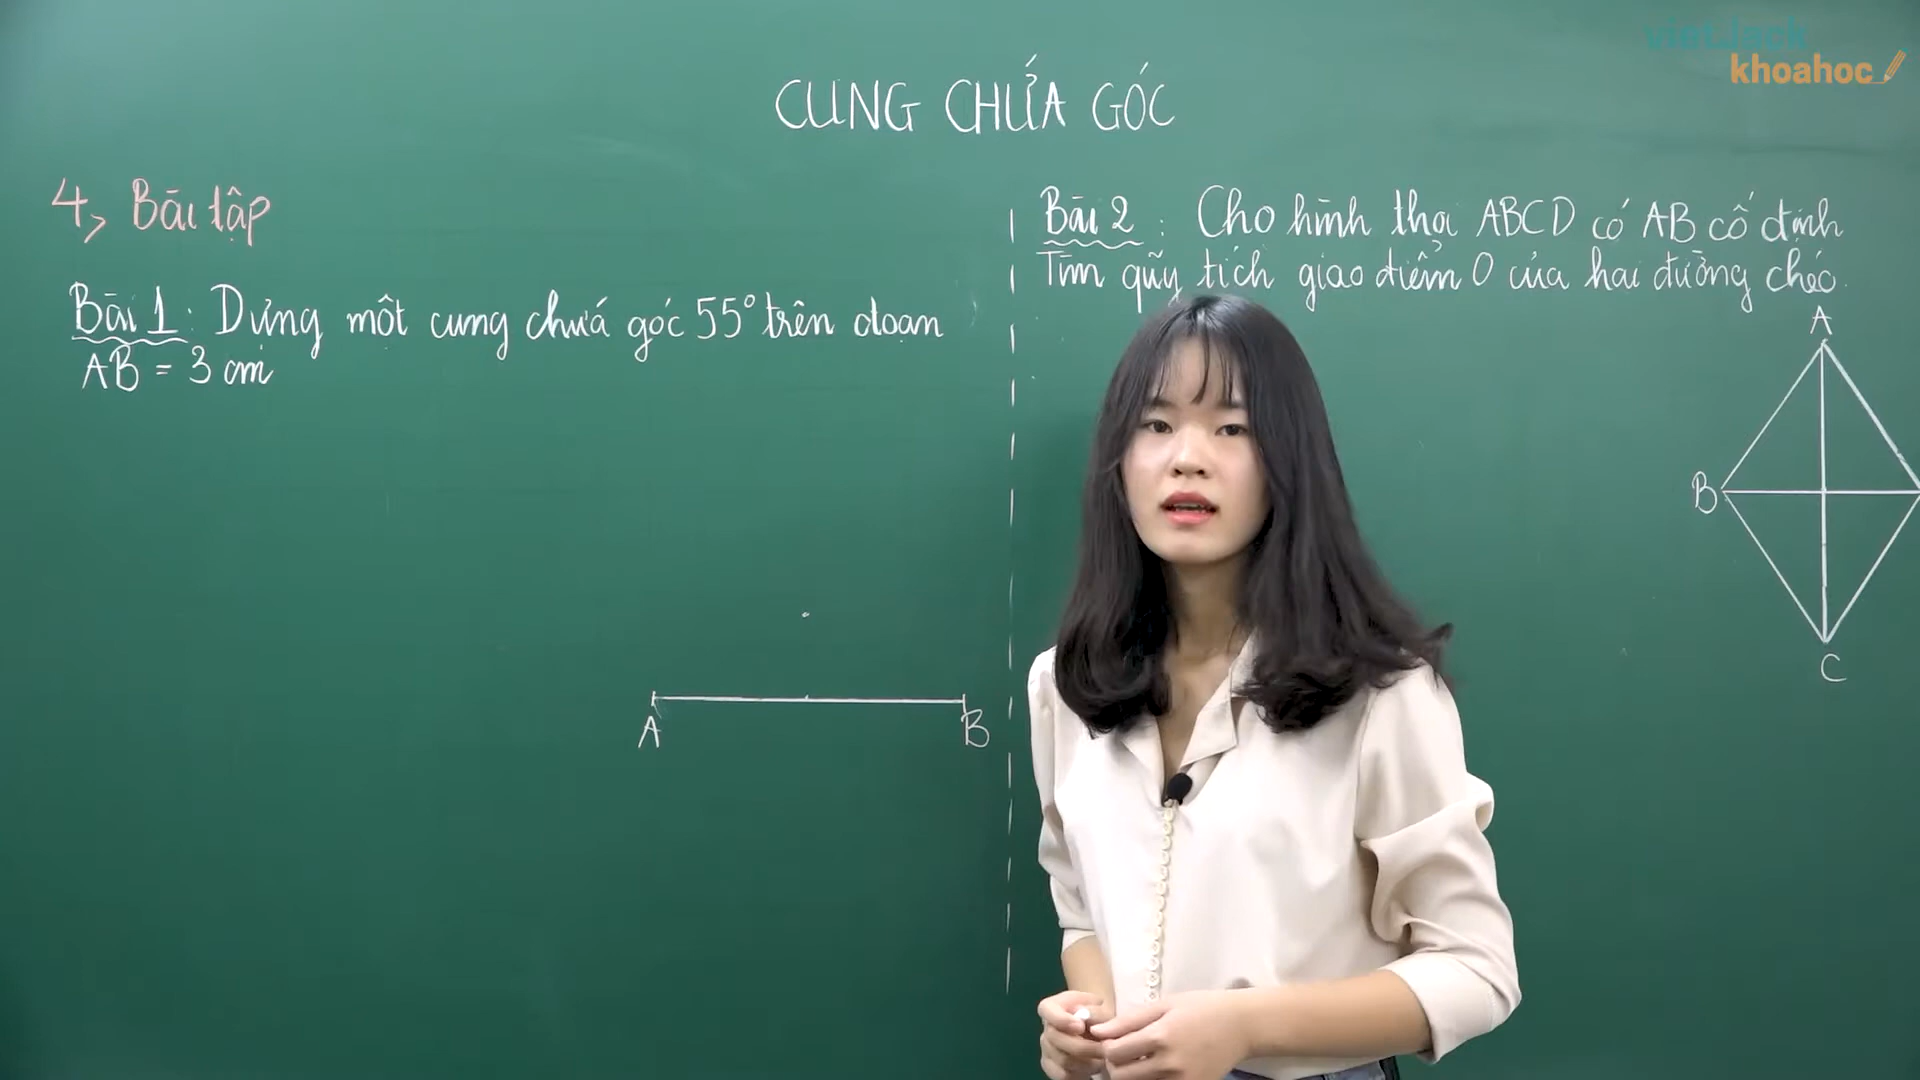 vietJack
khoahoc
CUNG CHỨA GÓC
4, Bài tập
Bài 1: Dựng một cung chứa góc 55° trên đoạn
AB = 3 cm
A
B
Bài 2: Cho hình thoi ABCD có AB cố định
Tìm quỹ tích giao điểm O của hai đường chéo.
A
B
C